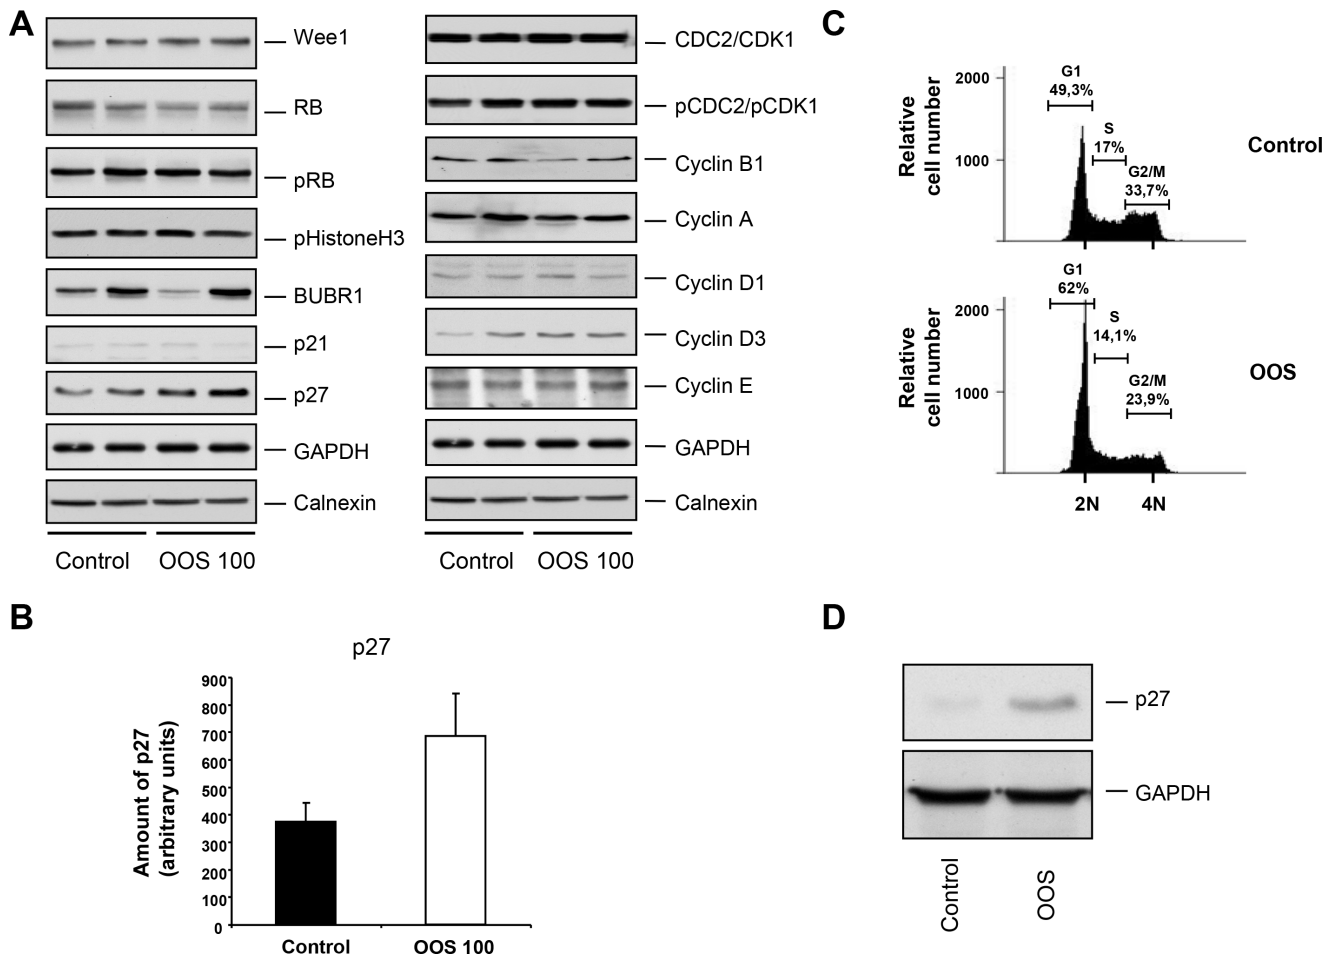 A
Wee1
RB
pRB
pHistoneH3
BUBR1
p21
p27
GAPDH
Calnexin
Control OOS 100
CDC2/CDK1
pCDC2/pCDK1
Cyclin B1
Cyclin A
Cyclin D1
Cyclin D3
Cyclin E
GAPDH
Calnexin
Control OOS 100
B
p27
Amount of p27
(arbitrary units)
900
800
700
600
500
400
300
200
100
0
Control OOS 100
C
Relative
cell number
2000
1000
G1
49,3%
S
17%
G2/M
33,7%
Control
Relative
cell number
2000
1000
G1
62%
S
14,1%
G2/M
23,9%
OOS
2N 4N
D
p27
GAPDH
Control
OOS